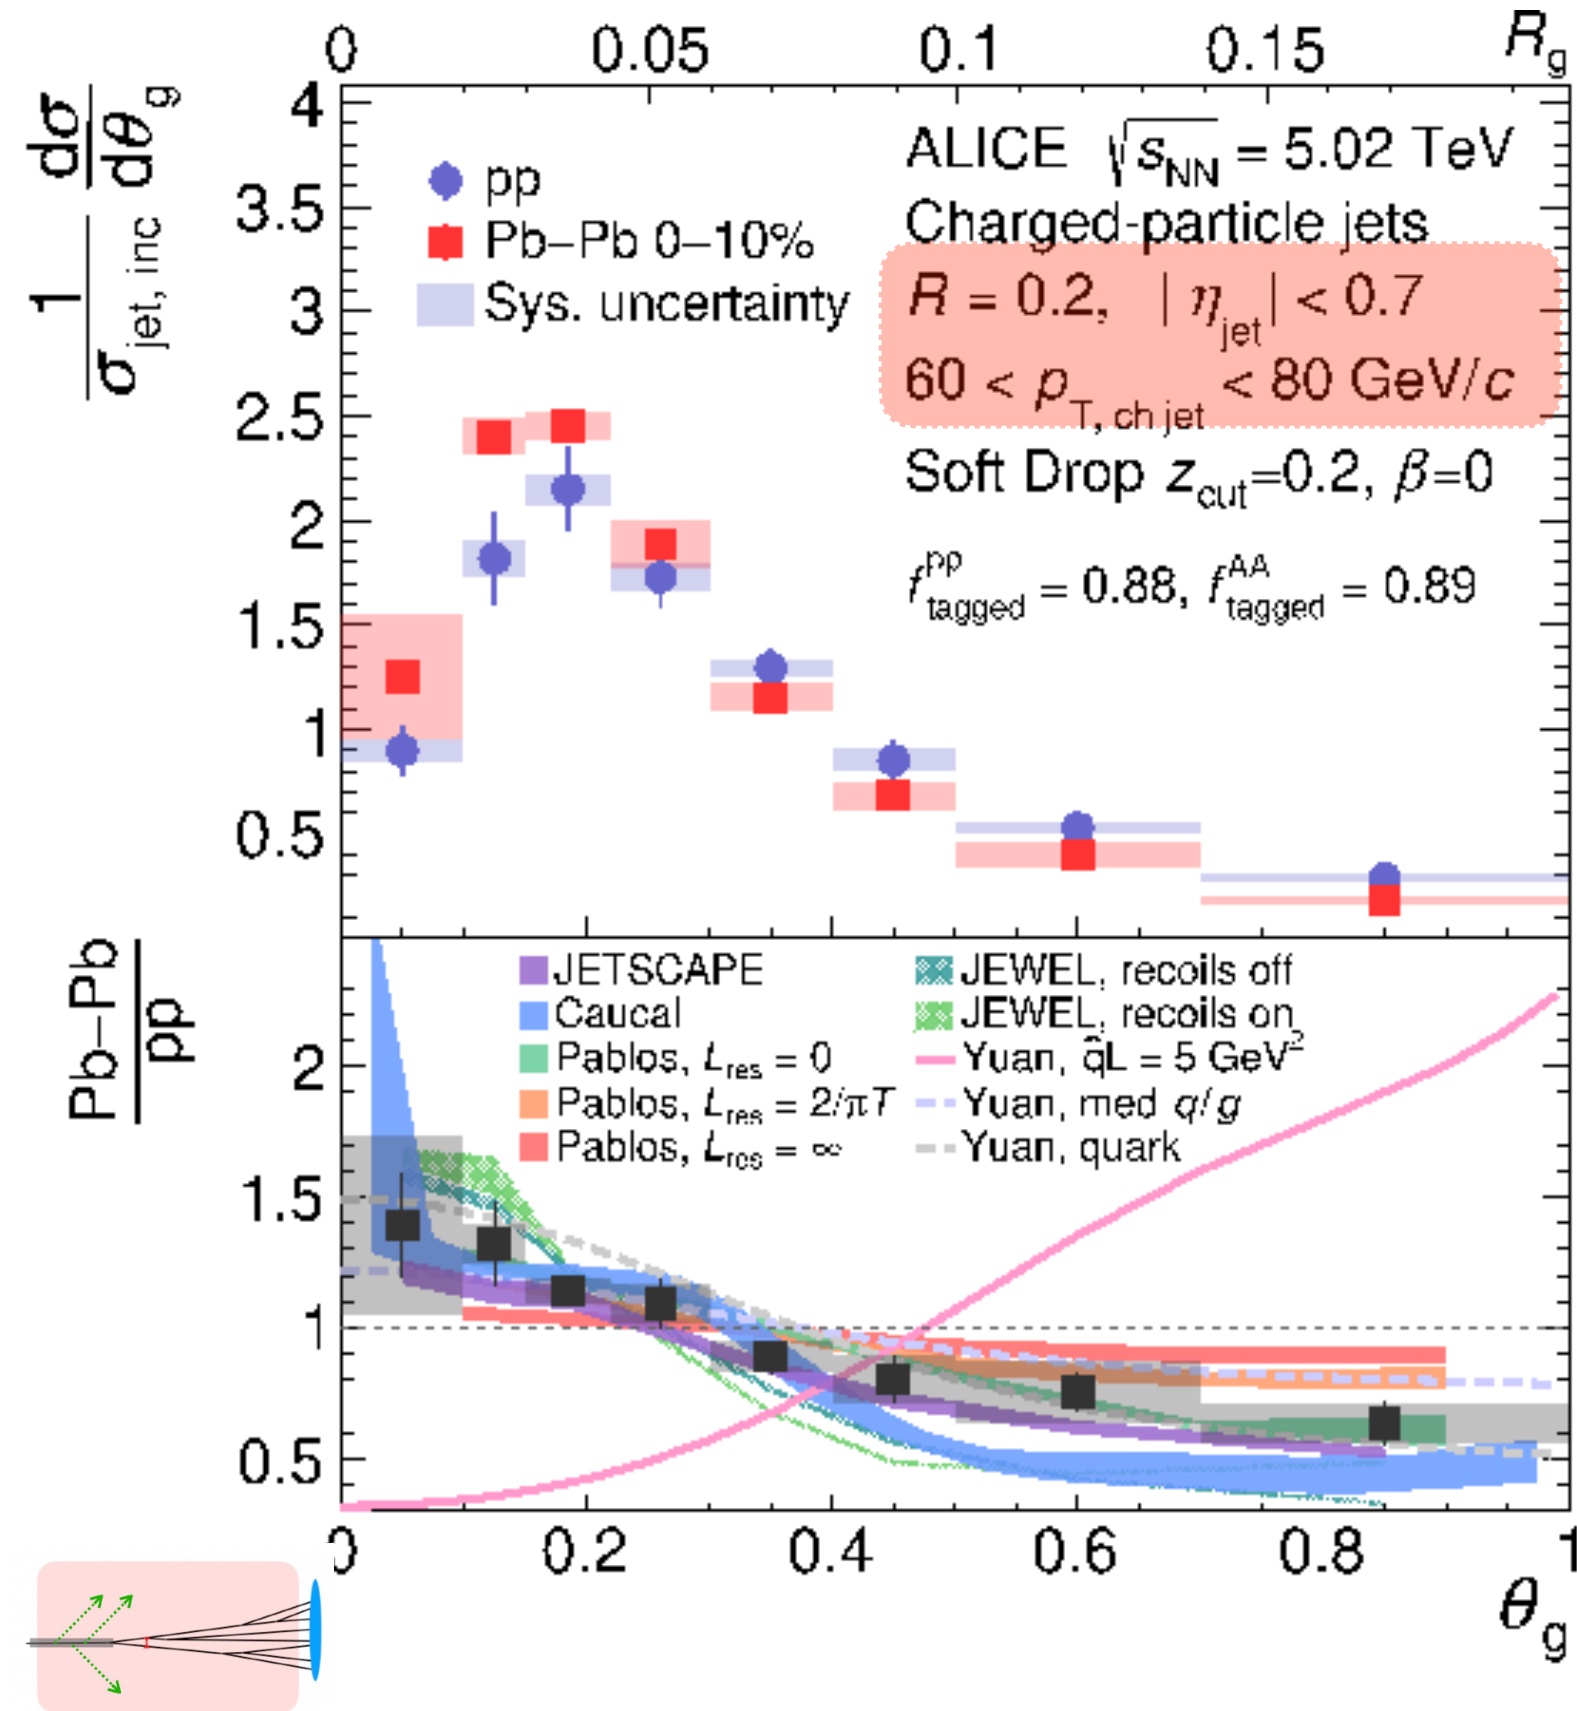 0 0.05 0.1 0.15 R_g
1/σ_jet, inc dσ/dθ_g
4
3.5
3
2.5
2
1.5
1
0.5
pp
Pb–Pb 0–10%
Sys. uncertainty
ALICE √s_NN = 5.02 TeV
Charged-particle jets
R = 0.2, | η_jet | < 0.7
60 < p_T, ch jet < 80 GeV/c
Soft Drop z_cut=0.2, β=0
f^pp_tagged = 0.88, f^AA_tagged = 0.89
Pb–Pb/pp
2
1.5
1
0.5
JETSCAPE
Caucal
Pablos, L_res = 0
Pablos, L_res = 2/πT
Pablos, L_res = ∞
JEWEL, recoils off
JEWEL, recoils on
Yuan, q̂L = 5 GeV²
Yuan, med q/g
Yuan, quark
0 0.2 0.4 0.6 0.8 1
θ_g